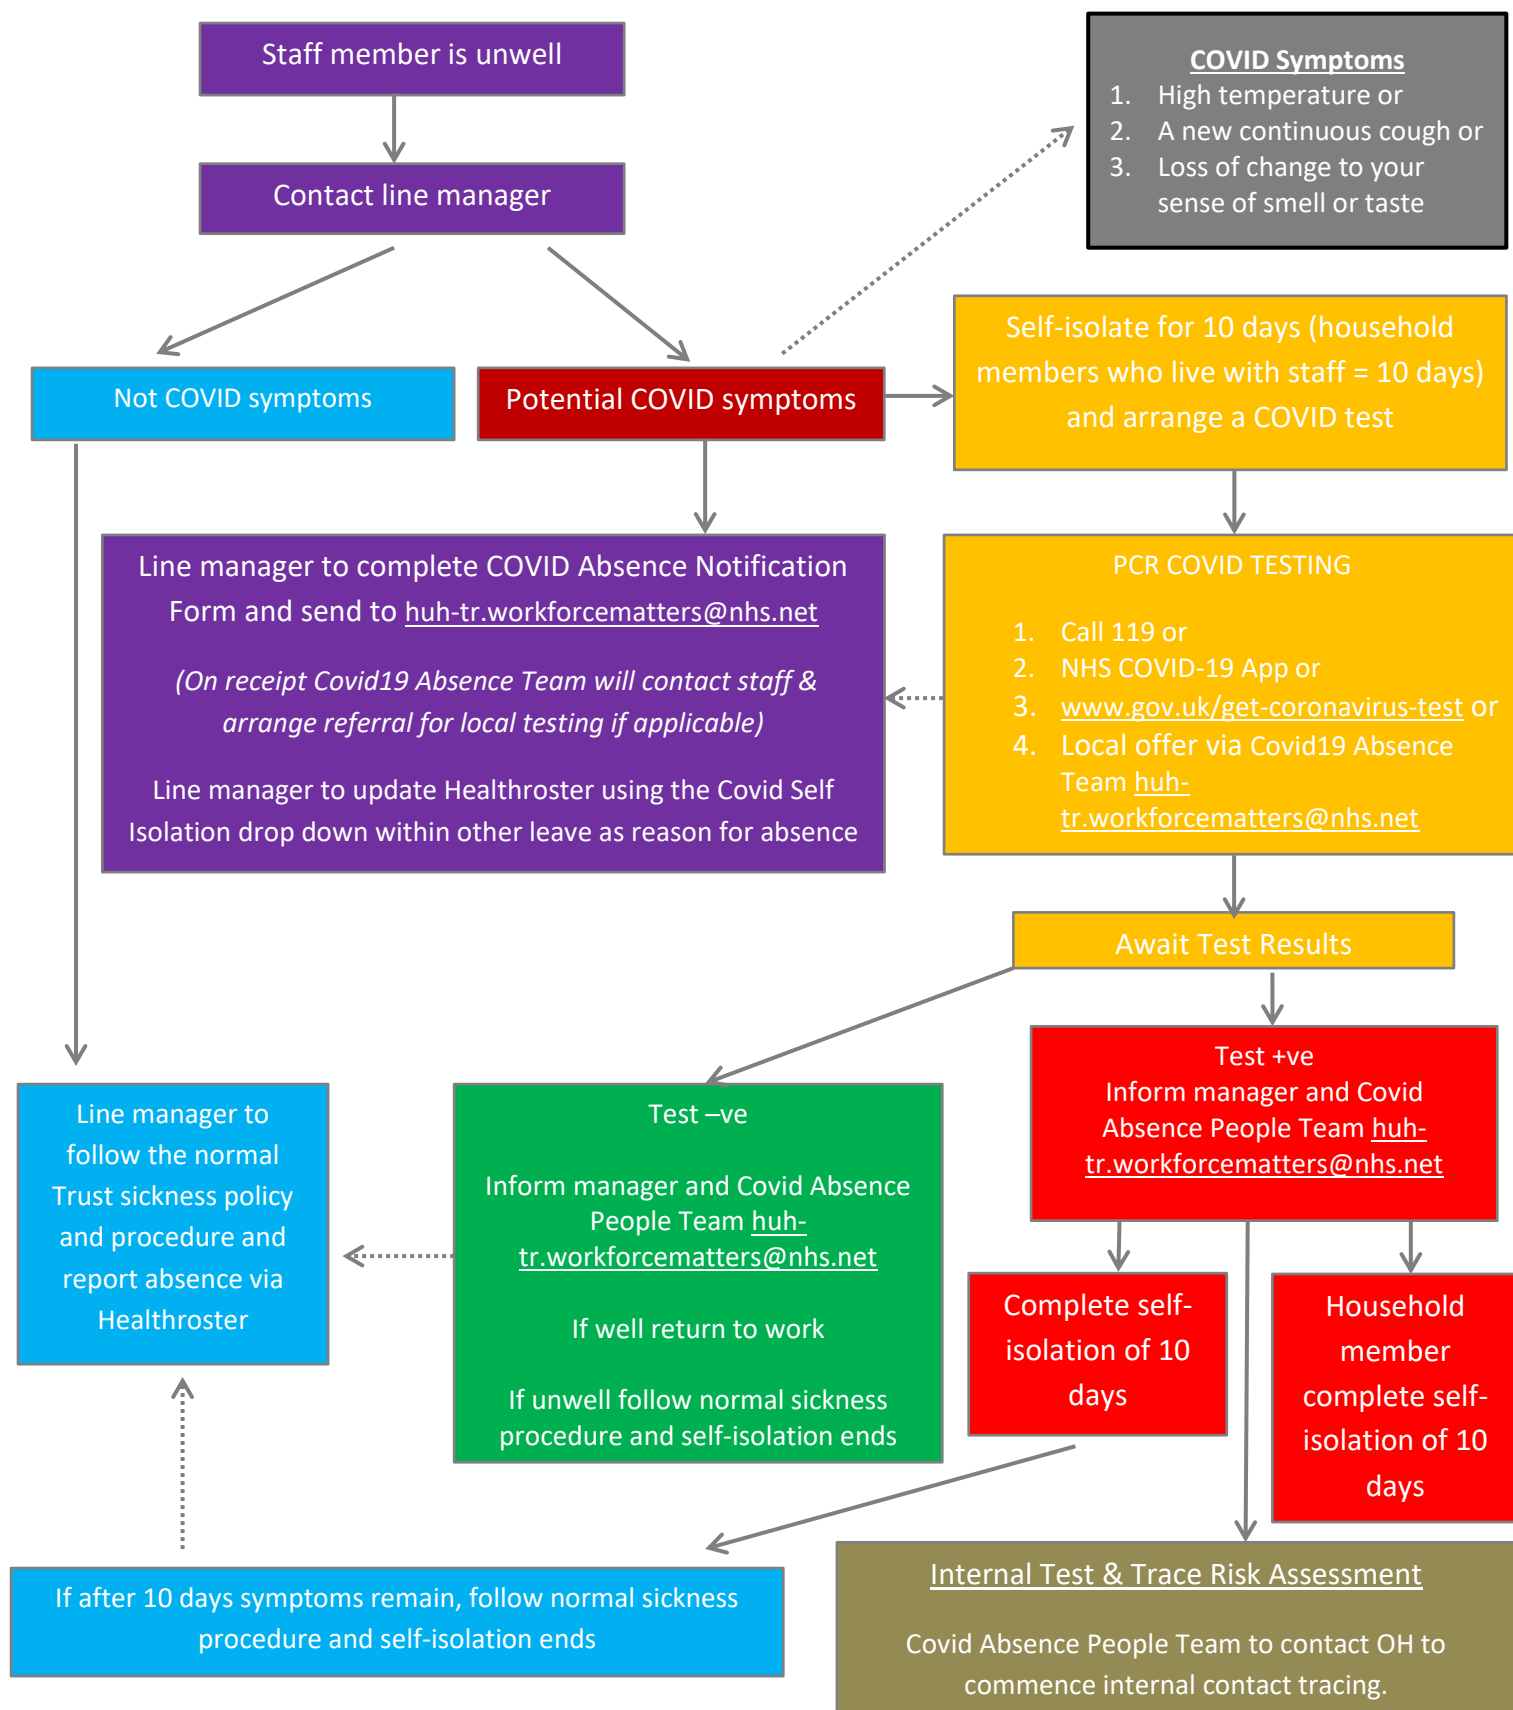 Staff member is unwell
Contact line manager
COVID Symptoms
1. High temperature or
2. A new continuous cough or
3. Loss of change to your
sense of smell or taste
Not COVID symptoms
Potential COVID symptoms
Self-isolate for 10 days (household
members who live with staff = 10 days)
and arrange a COVID test
Line manager to complete COVID Absence Notification
Form and send to huh-tr.workforcematters@nhs.net
(On receipt Covid19 Absence Team will contact staff &
arrange referral for local testing if applicable)
Line manager to update Healthroster using the Covid Self
Isolation drop down within other leave as reason for absence
PCR COVID TESTING
1. Call 119 or
2. NHS COVID-19 App or
3. www.gov.uk/get-coronavirus-test or
4. Local offer via Covid19 Absence
Team huh-
tr.workforcematters@nhs.net
Await Test Results
Line manager to
follow the normal
Trust sickness policy
and procedure and
report absence via
Healthroster
Test –ve
Inform manager and Covid Absence
People Team huh-
tr.workforcematters@nhs.net
If well return to work
If unwell follow normal sickness
procedure and self-isolation ends
Test +ve
Inform manager and Covid
Absence People Team huh-
tr.workforcematters@nhs.net
Complete self-
isolation of 10
days
Household
member
complete self-
isolation of 10
days
If after 10 days symptoms remain, follow normal sickness
procedure and self-isolation ends
Internal Test & Trace Risk Assessment
Covid Absence People Team to contact OH to
commence internal contact tracing.